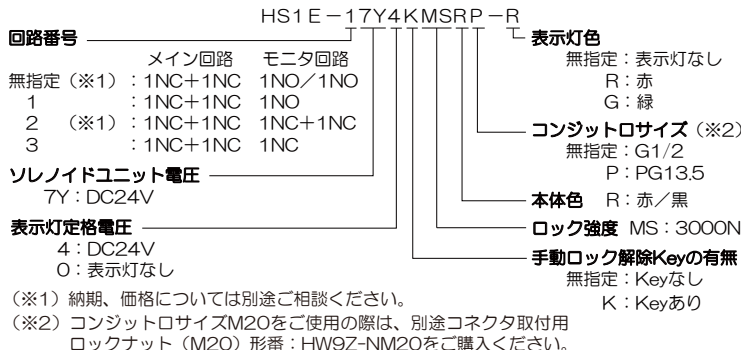 HS1E－17Y4KMSRP－R
回路番号
メイン回路 モニタ回路
無指定（※1）：1NC＋1NC 1NO／1NO
1 ：1NC＋1NC 1NO
2 （※1）：1NC＋1NC 1NC＋1NC
3 ：1NC＋1NC 1NC
ソレノイドユニット電圧
7Y：DC24V
表示灯定格電圧
4：DC24V
0：表示灯なし
（※1）納期、価格については別途ご相談ください。
（※2）コンジット口サイズM20をご使用の際は、別途コネクタ取付用
ロックナット（M20）形番：HW9Z-NM20をご購入ください。
表示灯色
無指定：表示灯なし
R：赤
G：緑
コンジット口サイズ（※2）
無指定：G1/2
P：PG13.5
本体色 R：赤／黒
ロック強度 MS：3000N
手動ロック解除Keyの有無
無指定：Keyなし
K：Keyあり